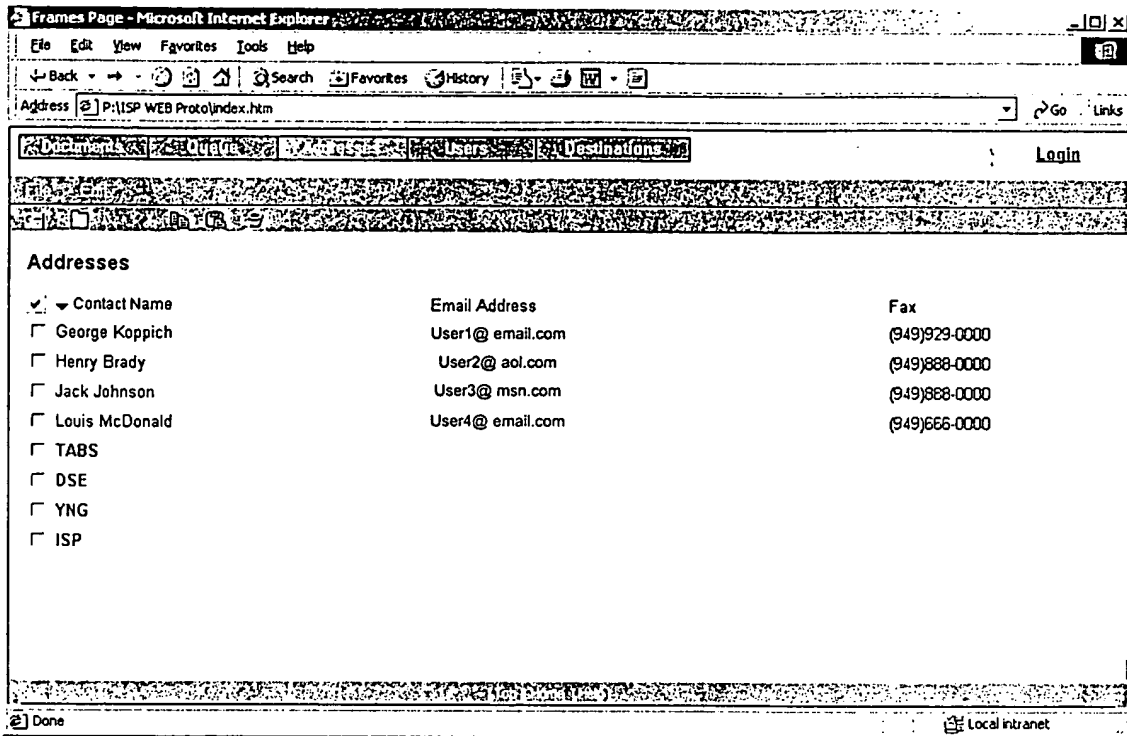 Frames Page - Microsoft Internet Explorer
File Edit View Favorites Tools Help
Back Search Favorites History
Address P:\ISP WEB Proto\index.htm Go Links
Documents Queue Addresses Users Destinations Login
File Edit
Addresses
Contact Name Email Address Fax
George Koppich User1@ email.com (949)929-0000
Henry Brady User2@ aol.com (949)888-0000
Jack Johnson User3@ msn.com (949)888-0000
Louis McDonald User4@ email.com (949)666-0000
TABS
DSE
YNG
ISP
Done Local intranet